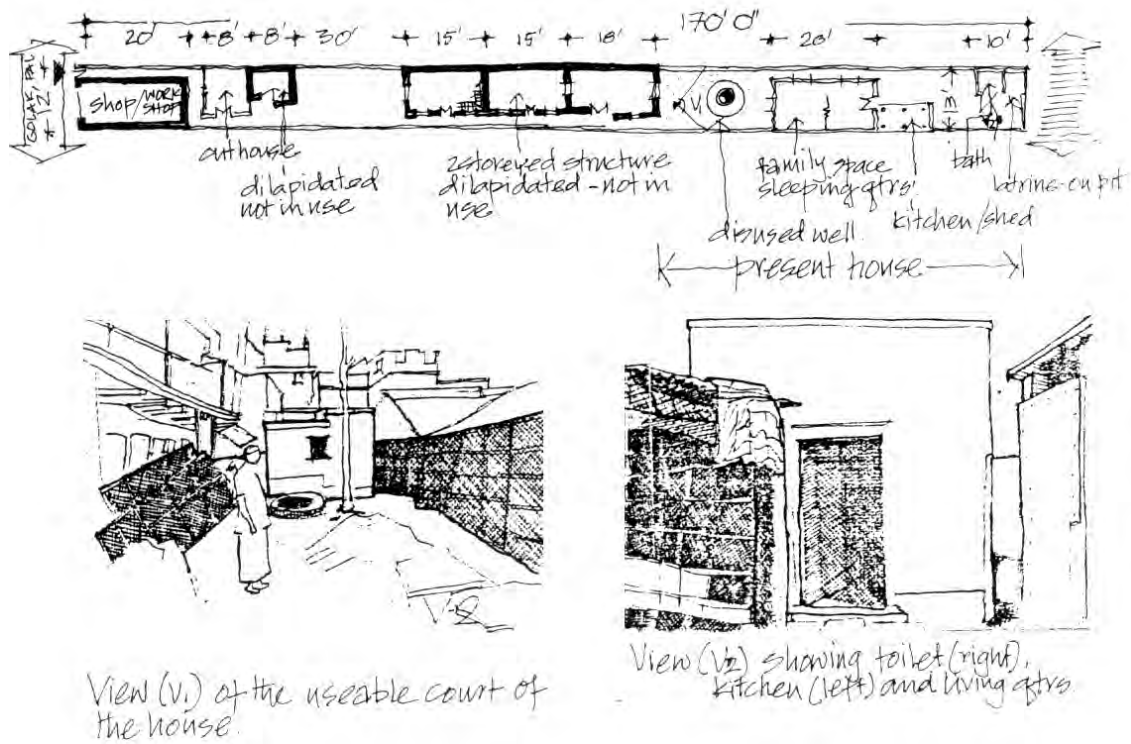 170'0"
20' 8' 8' 30' 15' 15' 18' 20' 10'
shop/WORK
SHOP
12'
13'
V1
outhouse
dilapidated
not in use
2 storeyed structure
dilapidated - not in
use
family space
sleeping qtrs'
kitchen/shed
bath
latrine-on pit
disused well
present house
View (V1) of the useable court of
the house.
View (V2) showing toilet (right),
kitchen (left) and living qtrs